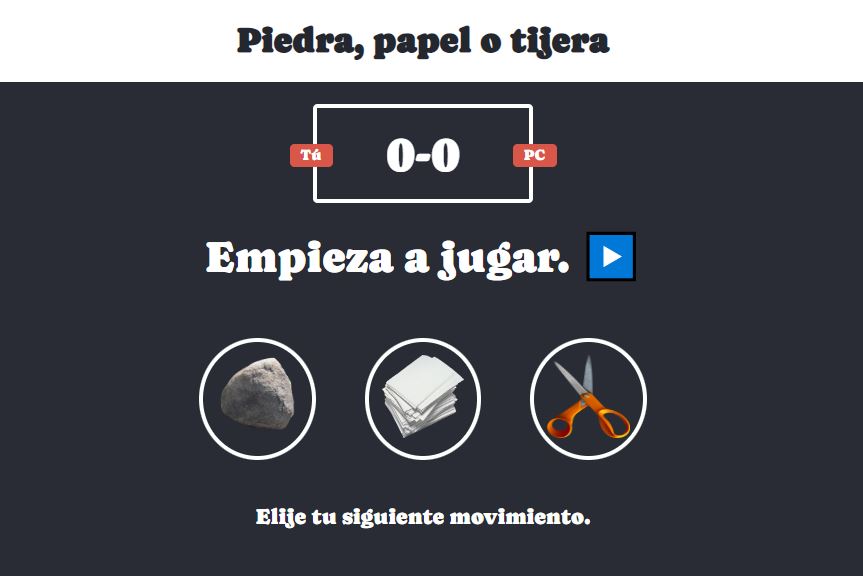 Piedra, papel o tijera
Tú 0-0 PC
Empieza a jugar.
Elije tu siguiente movimiento.